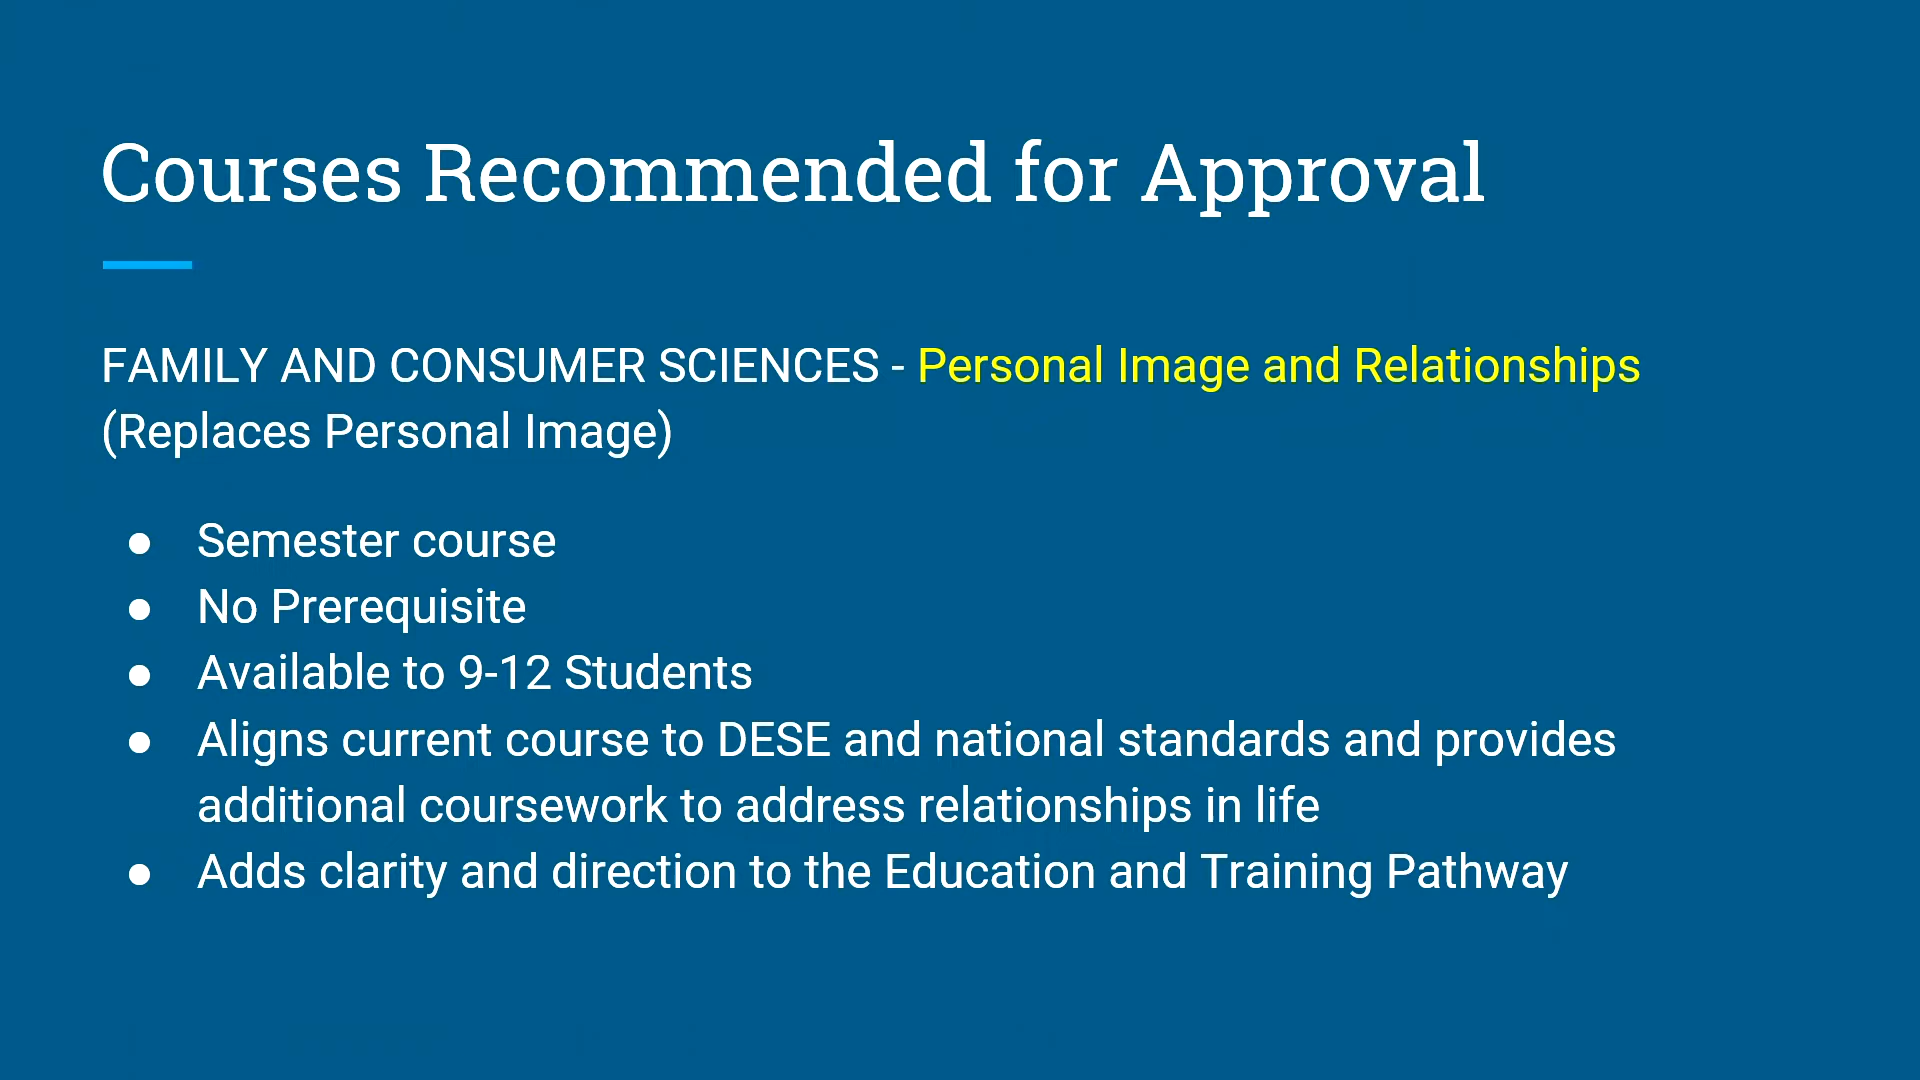 Courses Recommended for Approval
FAMILY AND CONSUMER SCIENCES - Personal Image and Relationships
(Replaces Personal Image)
● Semester course
● No Prerequisite
● Available to 9-12 Students
● Aligns current course to DESE and national standards and provides
additional coursework to address relationships in life
● Adds clarity and direction to the Education and Training Pathway